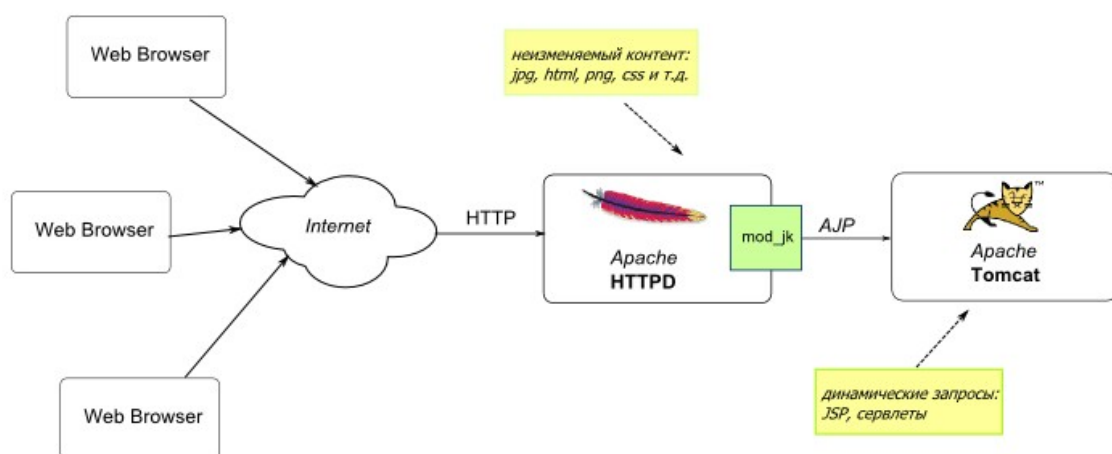 Web Browser
неизменяемый контент:
jpg, html, png, css и т.д.
Web Browser
Internet
HTTP
Apache
HTTPD
mod_jk
AJP
TM
Apache
Tomcat
Web Browser
динамические запросы:
JSP, сервлеты